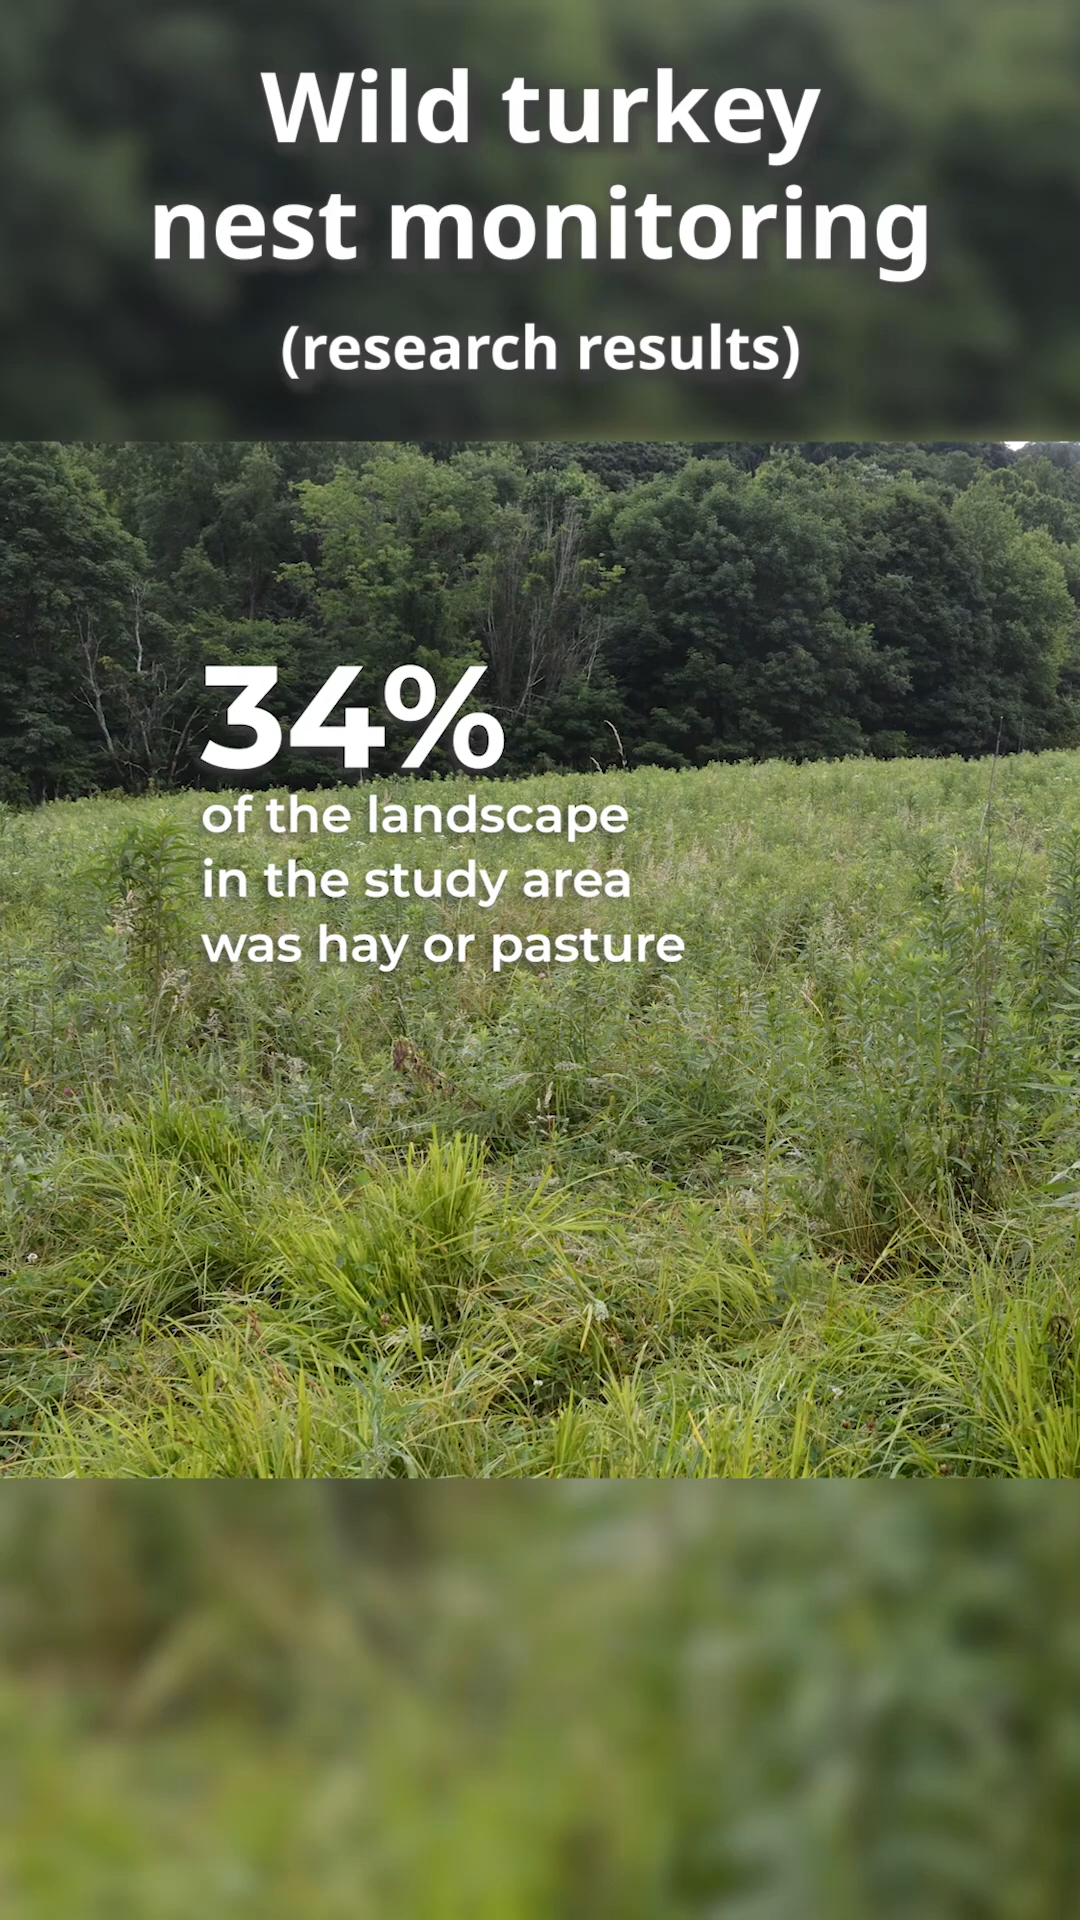 Wild turkey
nest monitoring
(research results)
34%
of the landscape
in the study area
was hay or pasture